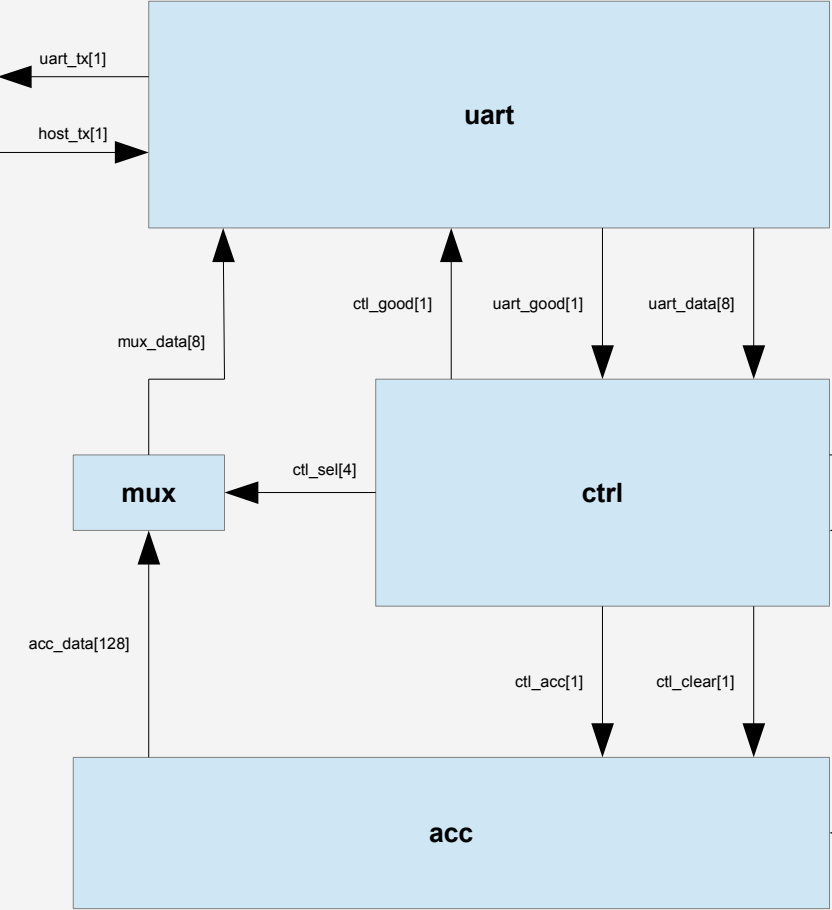 uart_tx[1]
host_tx[1]
uart
ctl_good[1]
uart_good[1]
uart_data[8]
mux_data[8]
ctl_sel[4]
mux
ctrl
acc_data[128]
ctl_acc[1]
ctl_clear[1]
acc